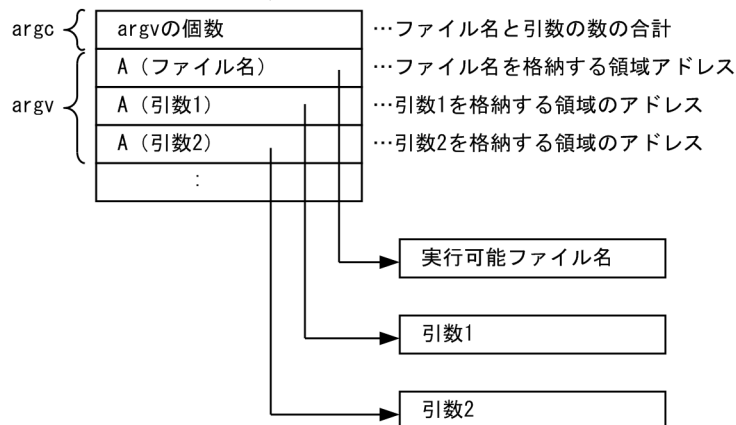 argc argvの個数 …ファイル名と引数の数の合計
A（ファイル名） …ファイル名を格納する領域アドレス
argv A（引数1） …引数1を格納する領域のアドレス
A（引数2） …引数2を格納する領域のアドレス
:
実行可能ファイル名
引数1
引数2